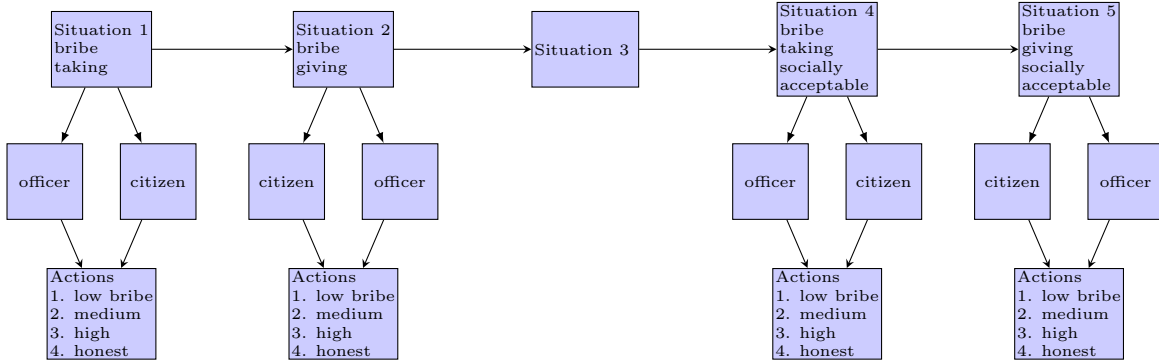 Situation 1
bribe
taking
Situation 2
bribe
giving
Situation 3
Situation 4
bribe
taking
socially
acceptable
Situation 5
bribe
giving
socially
acceptable
officer
citizen
citizen
officer
officer
citizen
citizen
officer
Actions
1. low bribe
2. medium
3. high
4. honest
Actions
1. low bribe
2. medium
3. high
4. honest
Actions
1. low bribe
2. medium
3. high
4. honest
Actions
1. low bribe
2. medium
3. high
4. honest